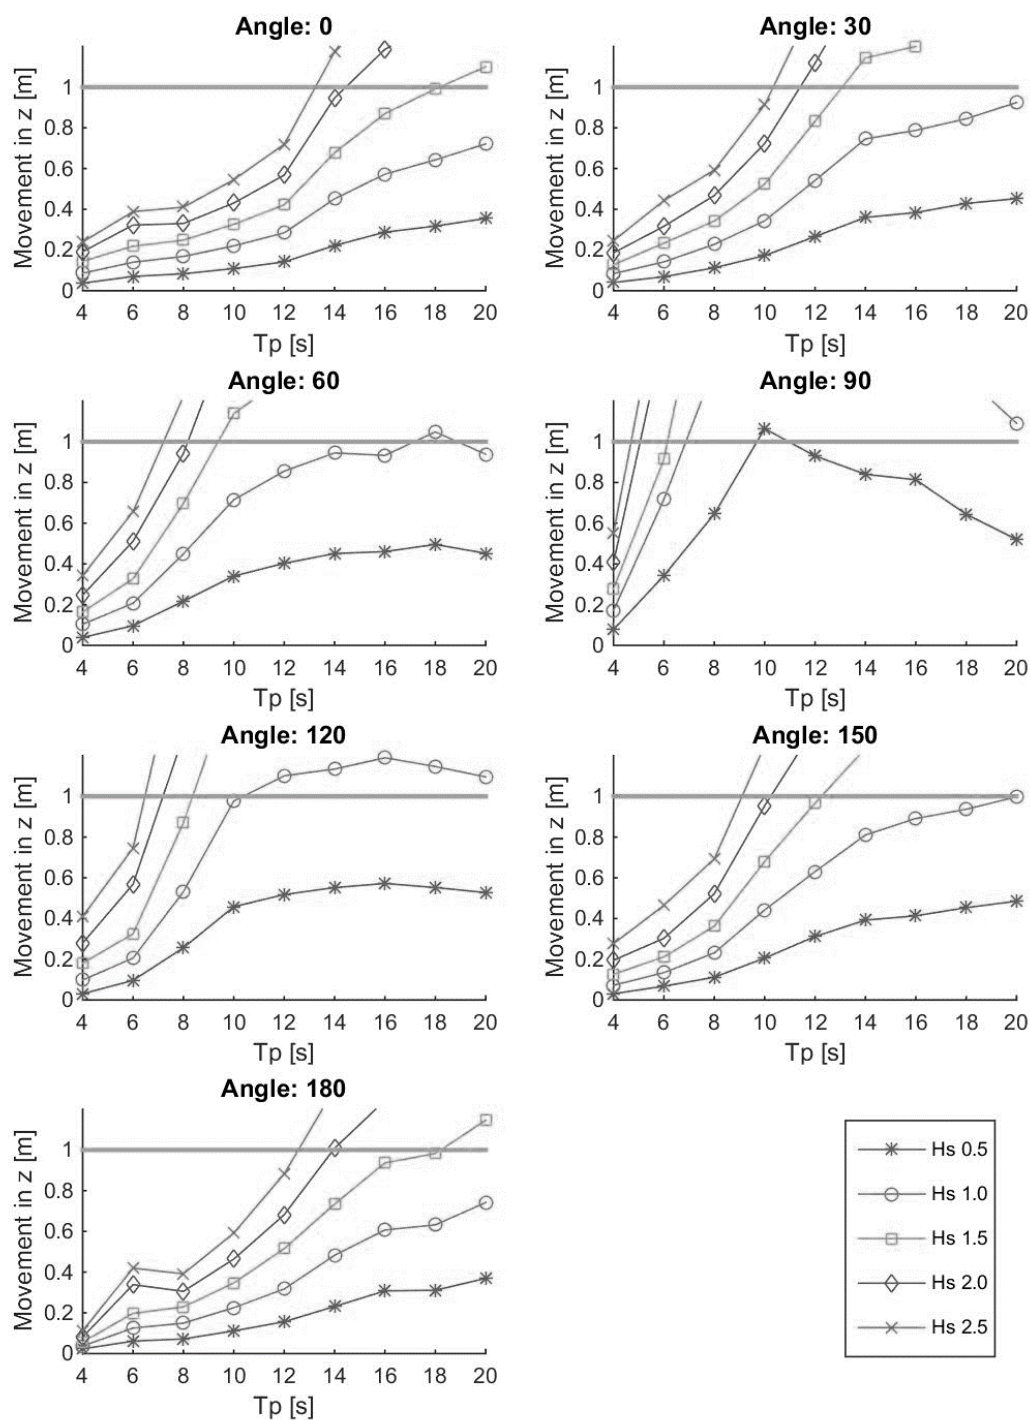 Angle: 0
Movement in z [m]
1
0.8
0.6
0.4
0.2
0
4 6 8 10 12 14 16 18 20
Tp [s]
Angle: 30
Movement in z [m]
1
0.8
0.6
0.4
0.2
0
4 6 8 10 12 14 16 18 20
Tp [s]
Angle: 60
Movement in z [m]
1
0.8
0.6
0.4
0.2
0
4 6 8 10 12 14 16 18 20
Tp [s]
Angle: 90
Movement in z [m]
1
0.8
0.6
0.4
0.2
0
4 6 8 10 12 14 16 18 20
Tp [s]
Angle: 120
Movement in z [m]
1
0.8
0.6
0.4
0.2
0
4 6 8 10 12 14 16 18 20
Tp [s]
Angle: 150
Movement in z [m]
1
0.8
0.6
0.4
0.2
0
4 6 8 10 12 14 16 18 20
Tp [s]
Angle: 180
Movement in z [m]
1
0.8
0.6
0.4
0.2
0
4 6 8 10 12 14 16 18 20
Tp [s]
Hs 0.5
Hs 1.0
Hs 1.5
Hs 2.0
Hs 2.5